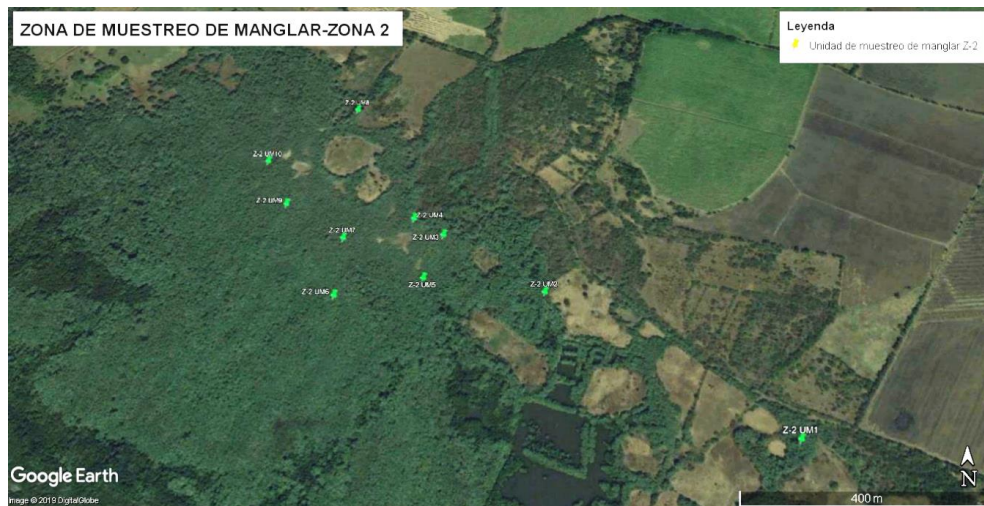 ZONA DE MUESTREO DE MANGLAR-ZONA 2
Leyenda
Unidad de muestreo de manglar Z-2
Z-2 UM8
Z-2 UM10
Z-2 UM9
Z-2 UM4
Z-2 UM7
Z-2 UM3
Z-2 UM5
Z-2 UM6
Z-2 UM2
Z-2 UM1
Google Earth
N
Image © 2019 DigitalGlobe
400 m